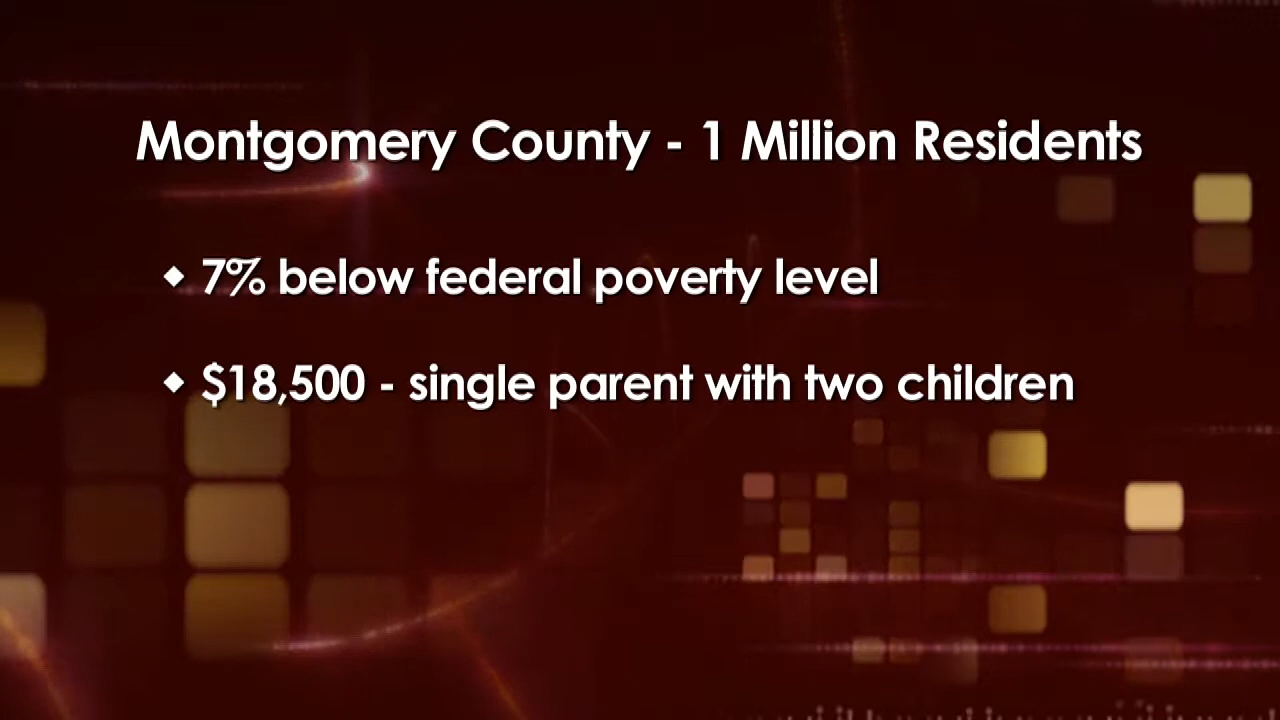 Montgomery County - 1 Million Residents
◆ 7% below federal poverty level
◆ $18,500 - single parent with two children